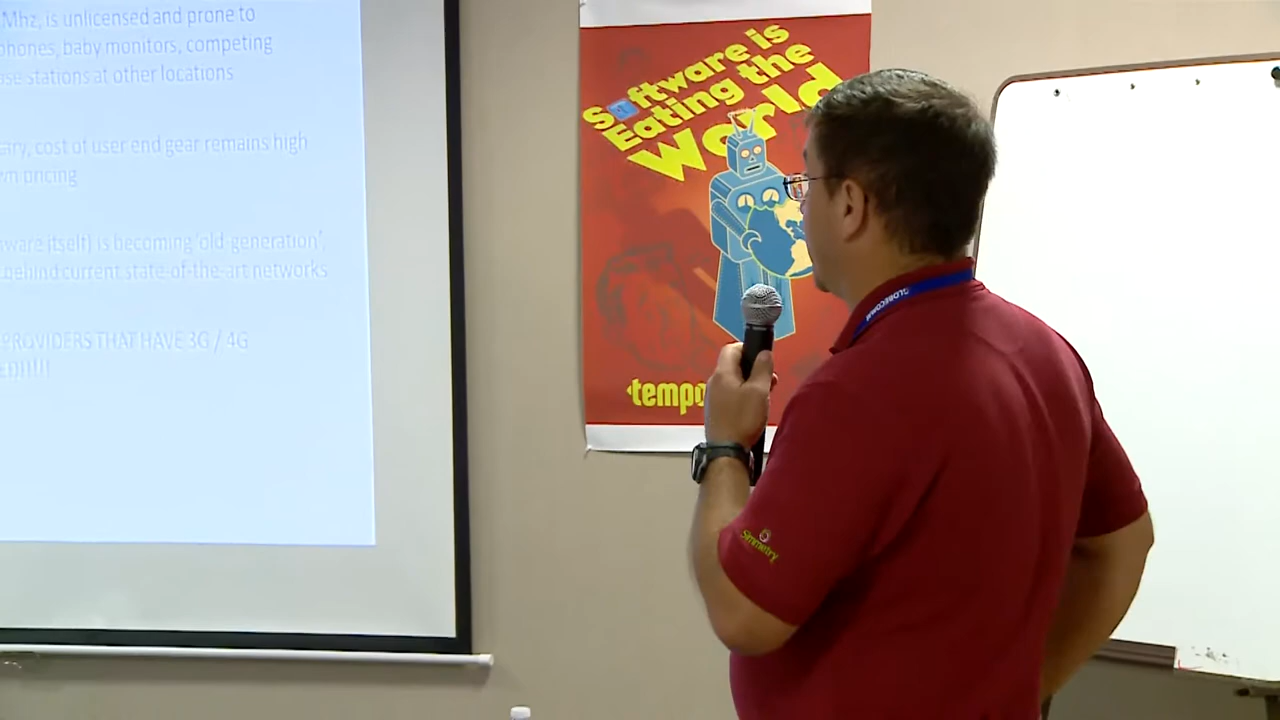 Mhz, is unlicensed and prone to
phones, baby monitors, competing
ase stations at other locations
ary, cost of user end gear remains high
pricing
ware itself) is becoming 'old-generation',
behind current state-of-the-art networks
PROVIDERS THAT HAVE 3G / 4G
Software is
Eating the
World
tempo
GLOBECOMM
Simmetry